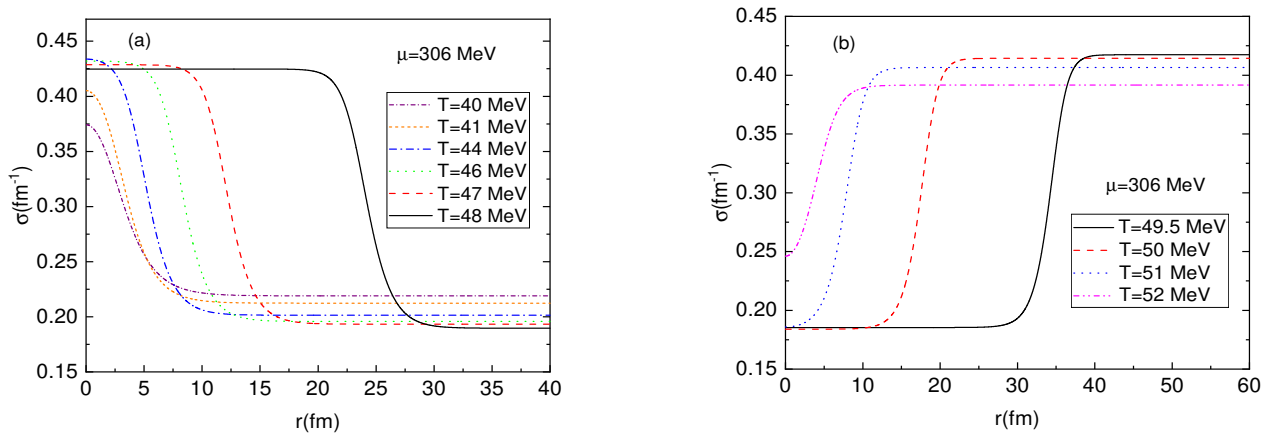 (a)
μ=306 MeV
T=40 MeV
T=41 MeV
T=44 MeV
T=46 MeV
T=47 MeV
T=48 MeV
0.45
0.40
0.35
0.30
0.25
0.20
0.15
σ(fm⁻¹)
0 5 10 15 20 25 30 35 40
r(fm)
(b)
μ=306 MeV
T=49.5 MeV
T=50 MeV
T=51 MeV
T=52 MeV
0.45
0.40
0.35
0.30
0.25
0.20
0.15
σ(fm⁻¹)
0 10 20 30 40 50 60
r(fm)